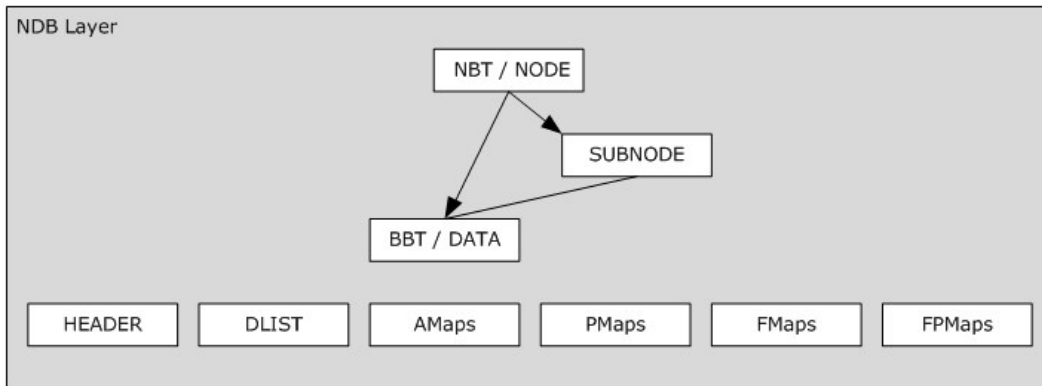 NDB Layer
NBT / NODE
SUBNODE
BBT / DATA
HEADER
DLIST
AMaps
PMaps
FMaps
FPMaps